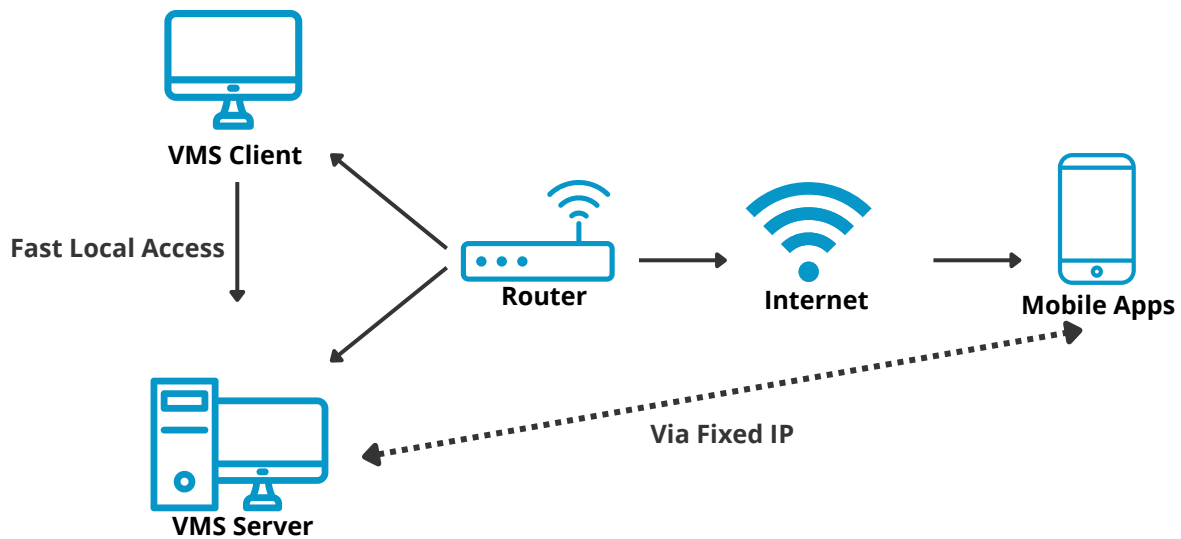 VMS Client
Fast Local Access
Router
Internet
Mobile Apps
Via Fixed IP
VMS Server